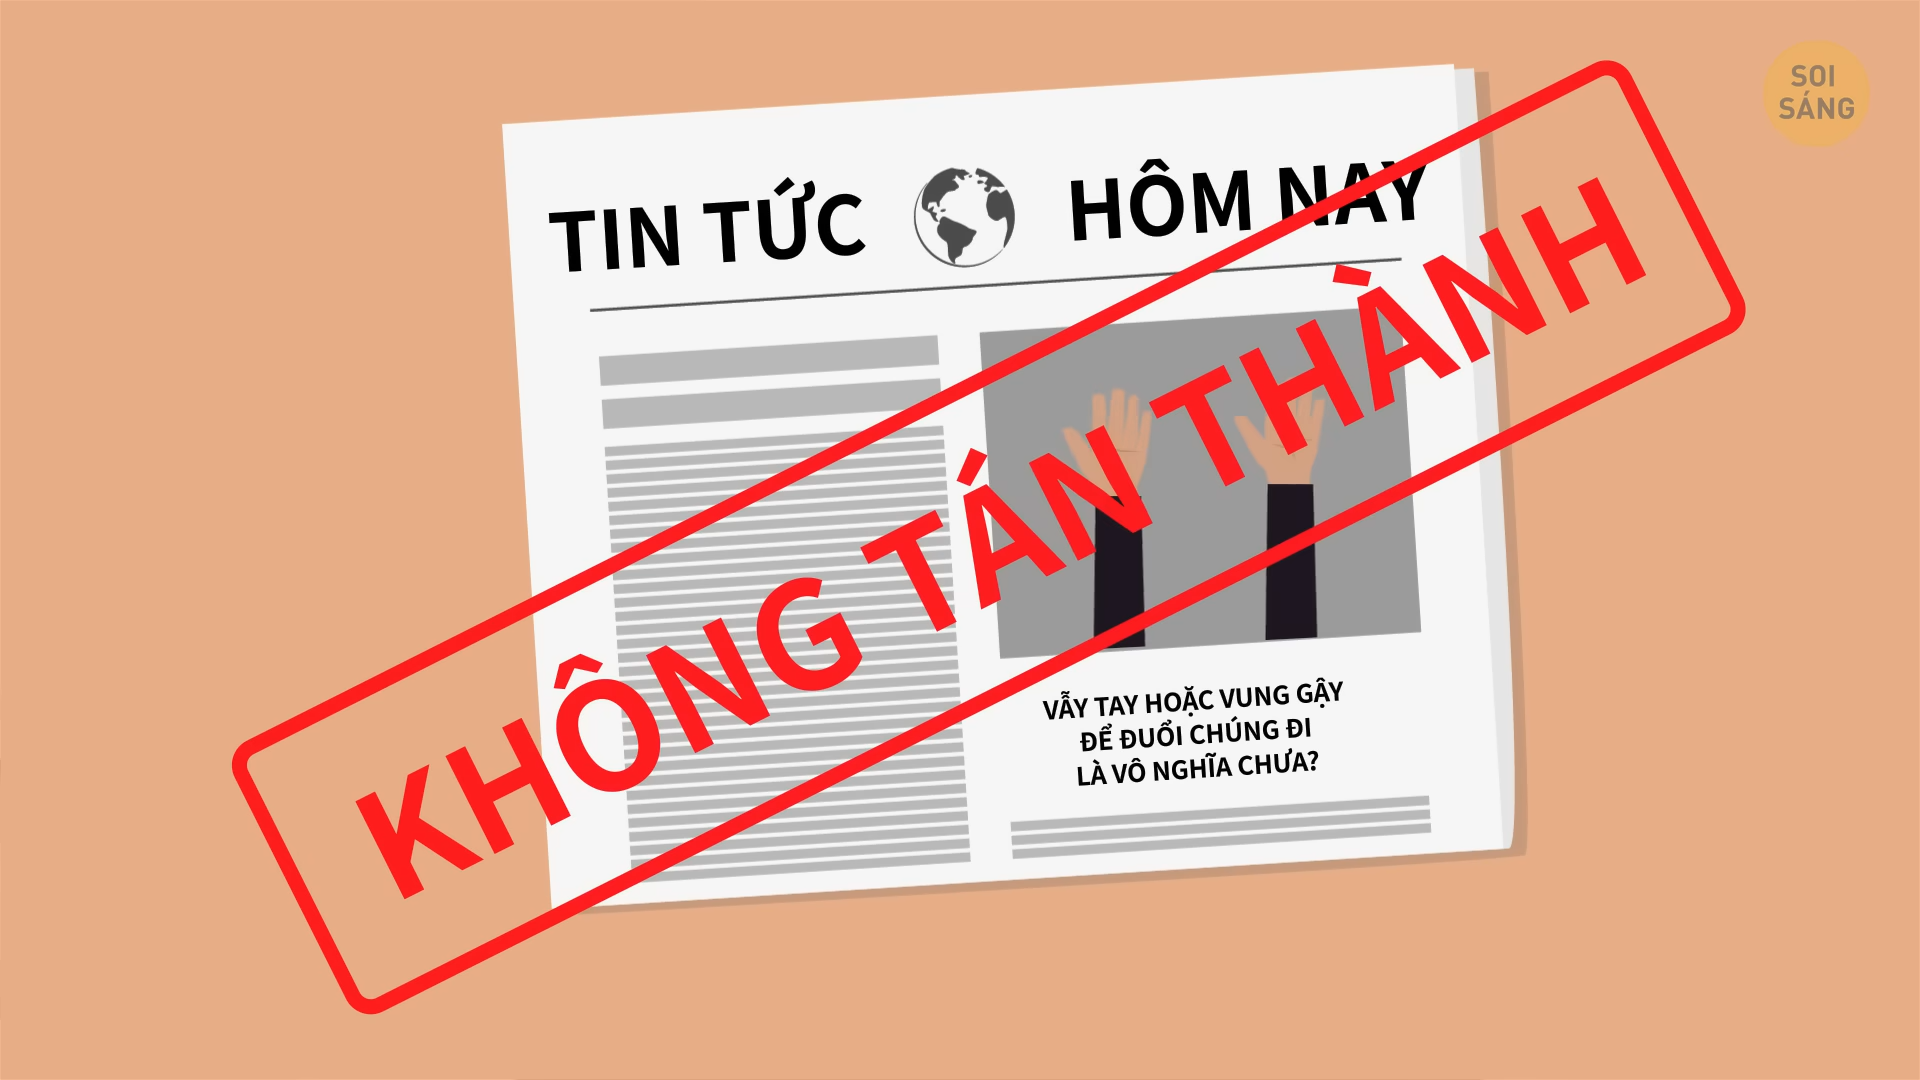 SOI
SÁNG
TIN TỨC HÔM NAY
KHÔNG TÁN THÀNH
VẪY TAY HOẶC VUNG GẬY
ĐỂ ĐUỔI CHÚNG ĐI
LÀ VÔ NGHĨA CHƯA?